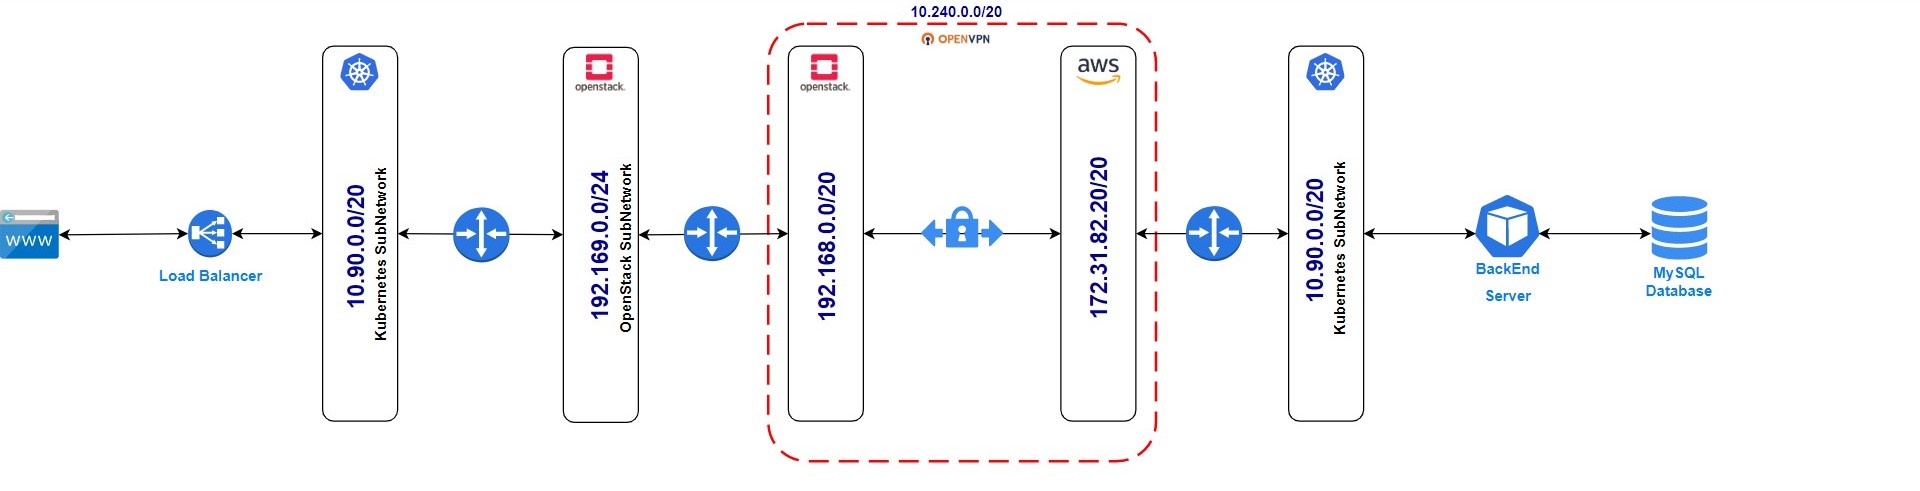 10.240.0.0/20
OPENVPN
WWW
Load Balancer
10.90.0.0/20
Kubernetes SubNetwork
openstack.
192.169.0.0/24
OpenStack SubNetwork
openstack.
192.168.0.0/20
aws
172.31.82.20/20
10.90.0.0/20
Kubernetes SubNetwork
BackEnd
Server
MySQL
Database